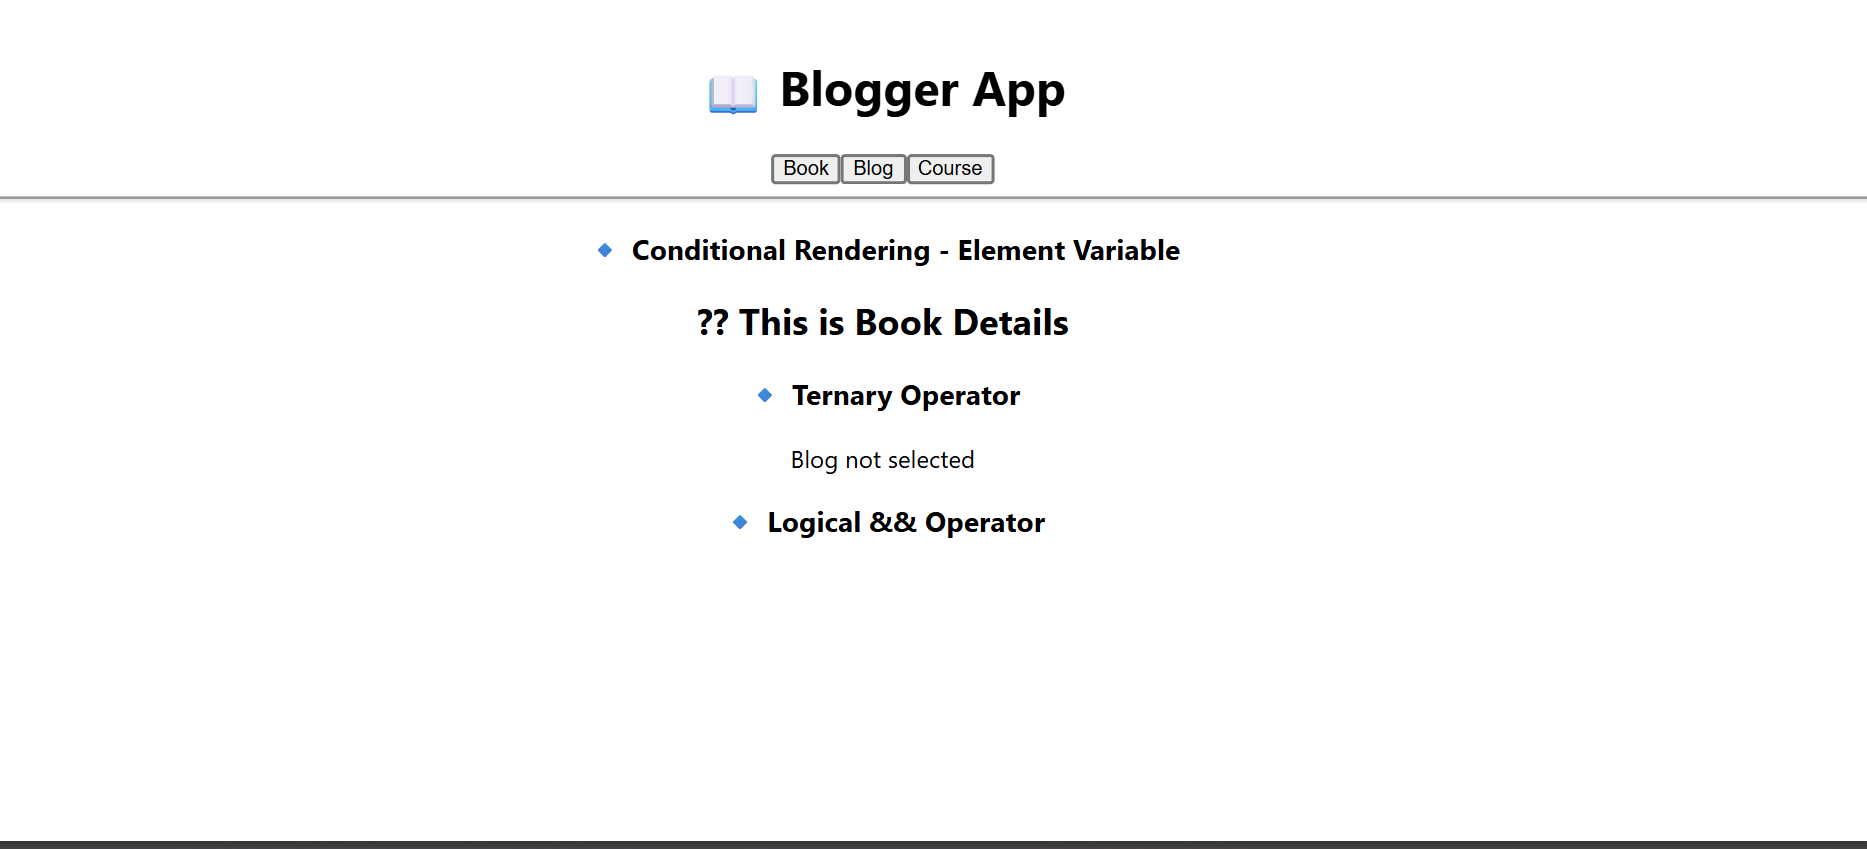 📖 Blogger App
Book Blog Course
🔹 Conditional Rendering - Element Variable
?? This is Book Details
🔹 Ternary Operator
Blog not selected
🔹 Logical && Operator